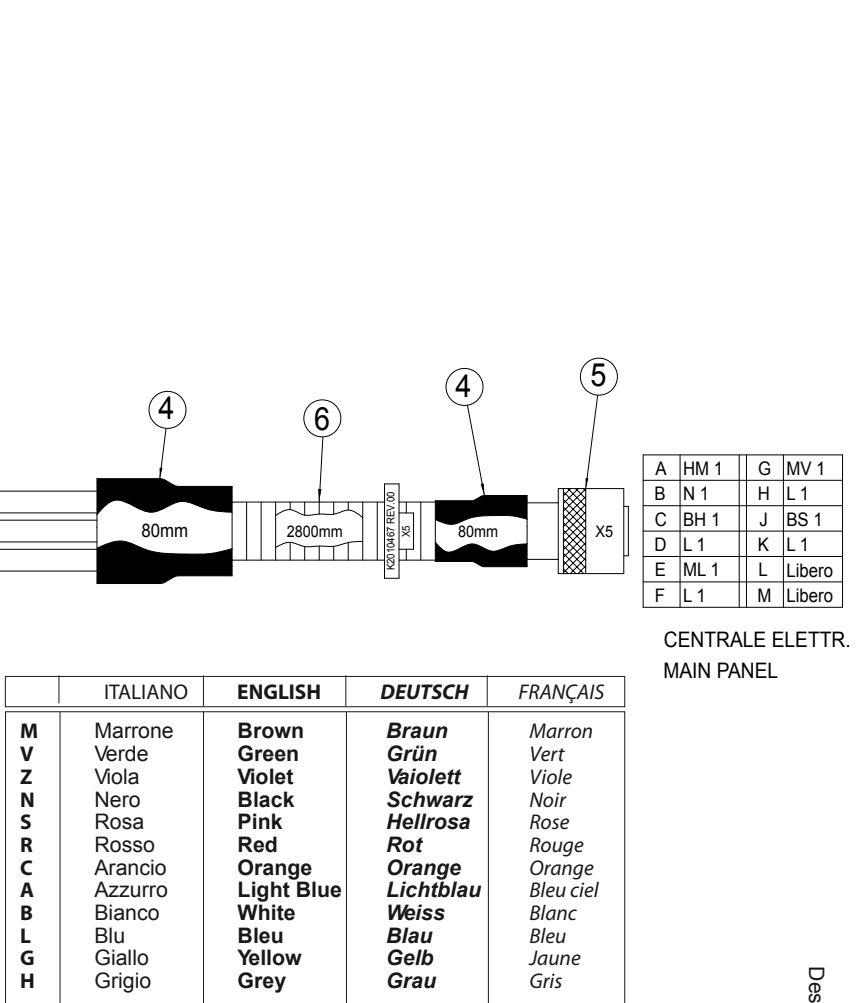 5
4
4
6
80mm
2800mm
K2010467 REV.00
X5
80mm
X5
A HM 1 G MV 1
B N 1 H L 1
C BH 1 J BS 1
D L 1 K L 1
E ML 1 L Libero
F L 1 M Libero
CENTRALE ELETTR.
MAIN PANEL
ITALIANO ENGLISH DEUTSCH FRANÇAIS
M Marrone Brown Braun Marron
V Verde Green Grün Vert
Z Viola Violet Vaiolett Viole
N Nero Black Schwarz Noir
S Rosa Pink Hellrosa Rose
R Rosso Red Rot Rouge
C Arancio Orange Orange Orange
A Azzurro Light Blue Lichtblau Bleu ciel
B Bianco White Weiss Blanc
L Blu Bleu Blau Bleu
G Giallo Yellow Gelb Jaune
H Grigio Grey Grau Gris
Des